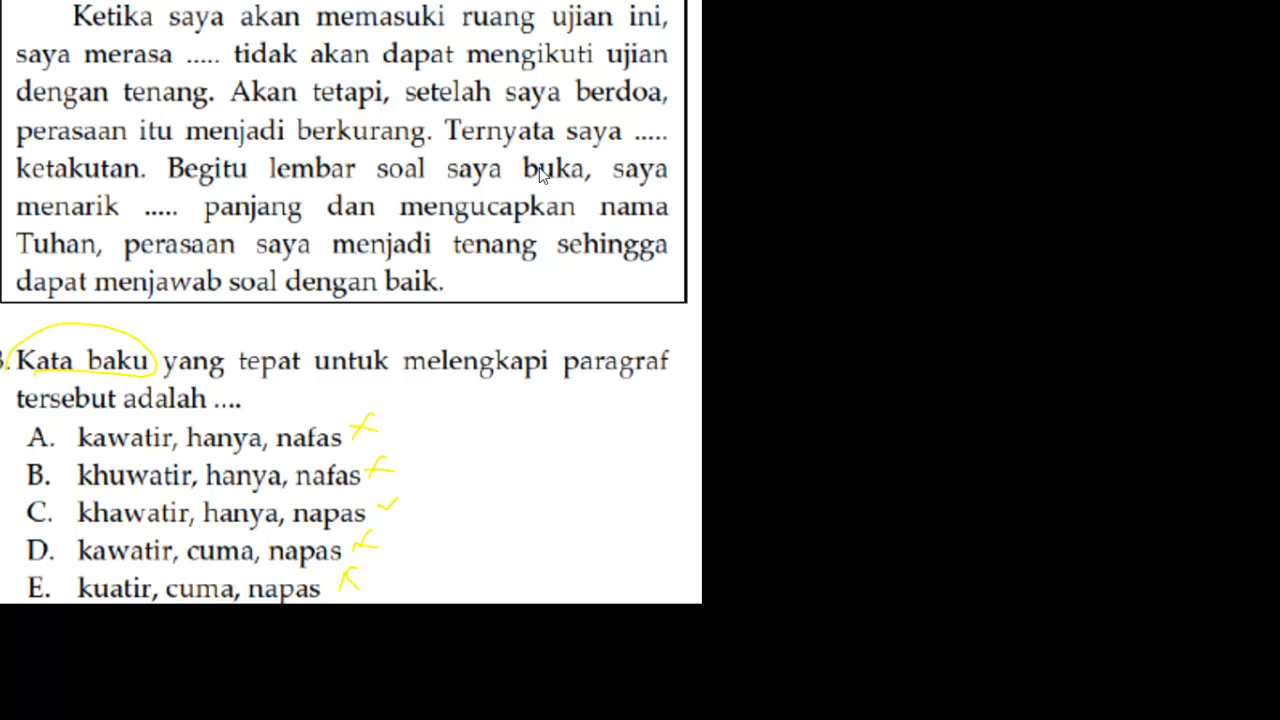 Ketika saya akan memasuki ruang ujian ini,
saya merasa ..... tidak akan dapat mengikuti ujian
dengan tenang. Akan tetapi, setelah saya berdoa,
perasaan itu menjadi berkurang. Ternyata saya .....
ketakutan. Begitu lembar soal saya buka, saya
menarik ..... panjang dan mengucapkan nama
Tuhan, perasaan saya menjadi tenang sehingga
dapat menjawab soal dengan baik.
Kata baku yang tepat untuk melengkapi paragraf
tersebut adalah ....
A. kawatir, hanya, nafas
B. khuwatir, hanya, nafas
C. khawatir, hanya, napas
D. kawatir, cuma, napas
E. kuatir, cuma, napas